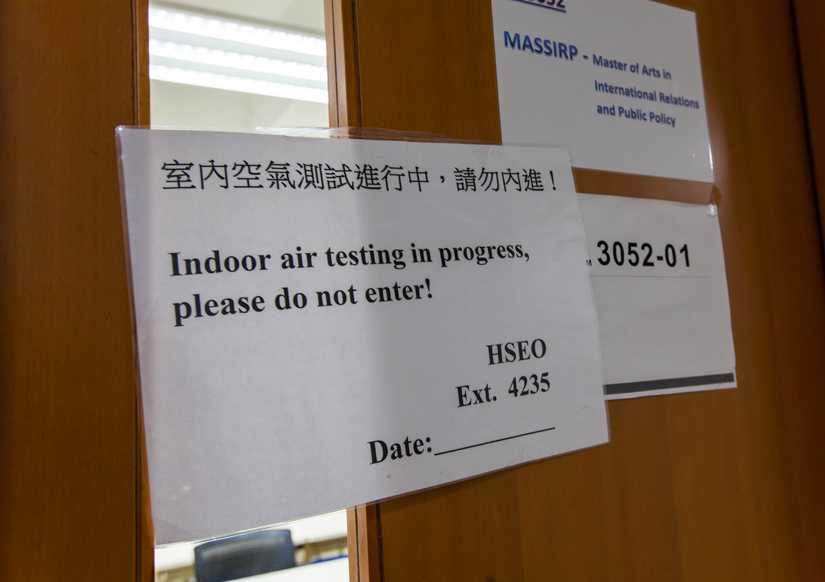 室內空氣測試進行中，請勿內進！
Indoor air testing in progress,
please do not enter!
HSEO
Ext. 4235
Date:
MASSIRP - Master of Arts in
International Relations
and Public Policy
3052-01